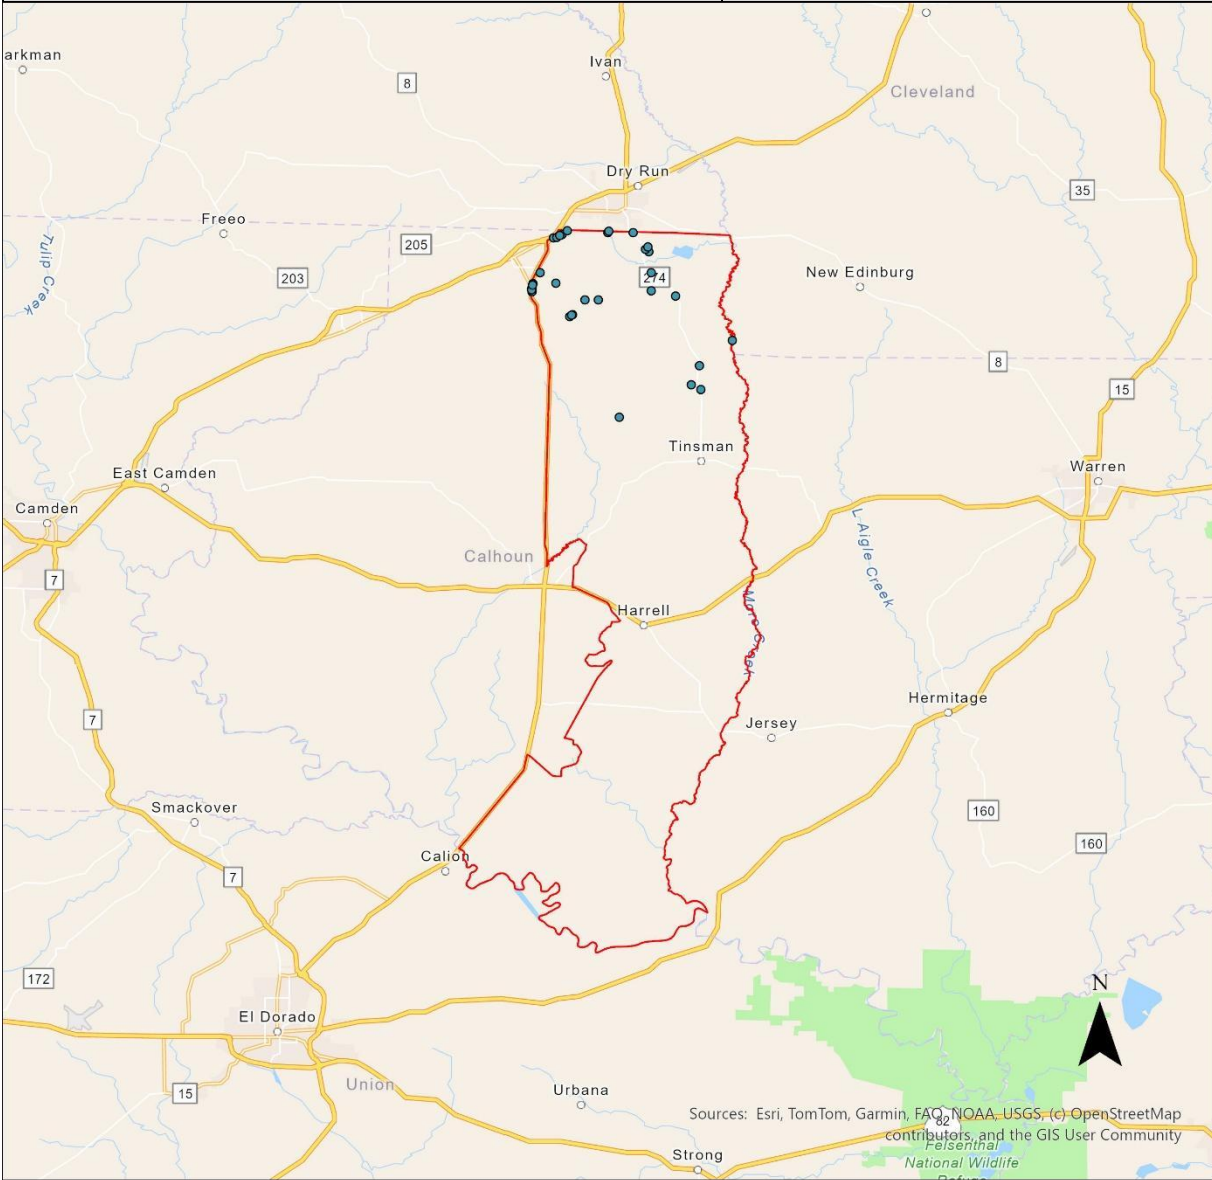 arkman
Ivan
8
Cleveland
Dry Run
35
Freeo
205
Tulip Creek
203
274
New Edinburg
8
15
Tinsman
East Camden
Warren
Camden
L Aigle Creek
Calhoun
7
Harrell
Moro Creek
Hermitage
7
Jersey
Smackover
160
160
Calion
7
172
N
El Dorado
15
Union
Urbana
Sources: Esri, TomTom, Garmin, FAO, NOAA, USGS, (c) OpenStreetMap
82
contributors, and the GIS User Community
Felsenthal
Strong
National Wildlife
Refuge